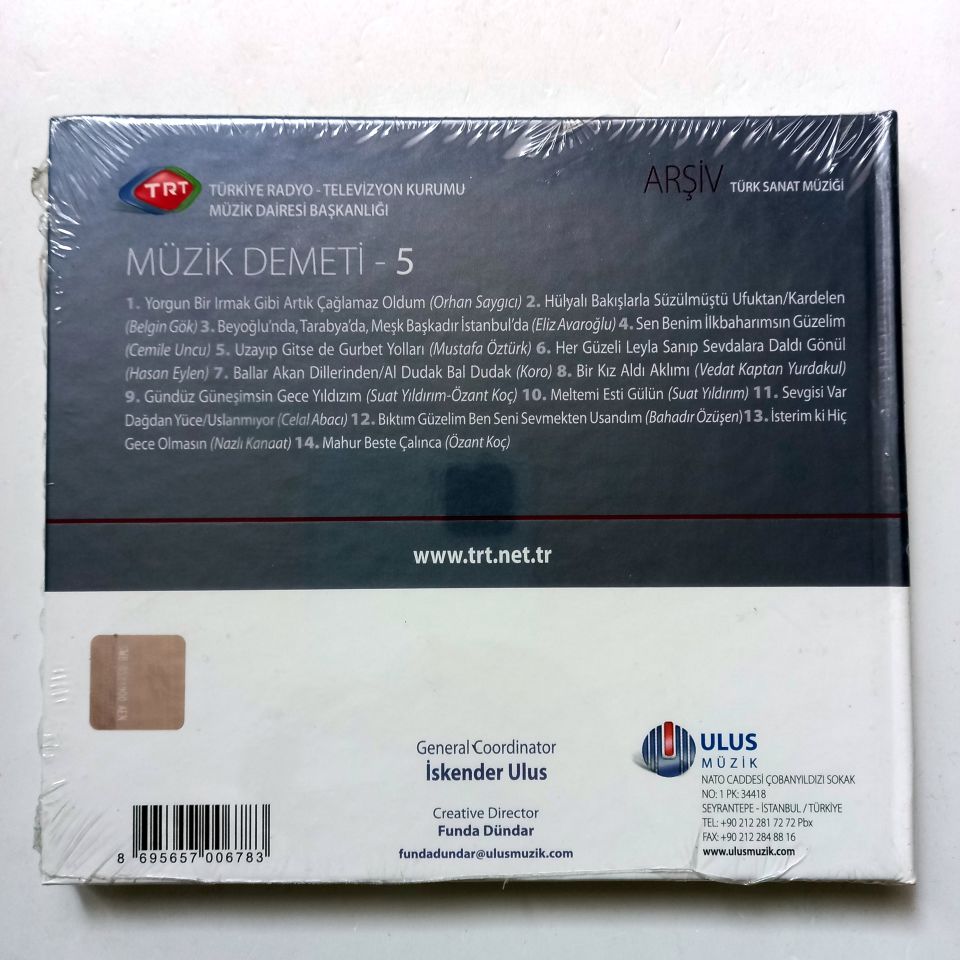 TRT
TÜRKİYE RADYO - TELEVİZYON KURUMU
MÜZİK DAİRESİ BAŞKANLIĞI
ARŞİV TÜRK SANAT MÜZİĞİ
MÜZİK DEMETİ - 5
1. Yorgun Bir Irmak Gibi Artık Çağlamaz Oldum (Orhan Saygıcı) 2. Hülyalı Bakışlarla Süzülmüştü Ufuktan/Kardelen
(Belgin Gök) 3. Beyoğlu'nda, Tarabya'da, Meşk Başkadır İstanbul'da (Eliz Avaroğlu) 4. Sen Benim İlkbaharımsın Güzelim
(Cemile Uncu) 5. Uzayıp Gitse de Gurbet Yolları (Mustafa Öztürk) 6. Her Güzeli Leyla Sanıp Sevdalara Daldı Gönül
(Hasan Eylen) 7. Ballar Akan Dillerinden/Al Dudak Bal Dudak (Koro) 8. Bir Kız Aldı Aklımı (Vedat Kaptan Yurdakul)
9. Gündüz Güneşimsin Gece Yıldızım (Suat Yıldırım-Özant Koç) 10. Meltemi Esti Gülün (Suat Yıldırım) 11. Sevgisi Var
Dağdan Yüce/Uslanmıyor (Celal Abacı) 12. Bıktım Güzelim Ben Seni Sevmekten Usandım (Bahadır Özüşen) 13. İsterim ki Hiç
Gece Olmasın (Nazlı Kanaat) 14. Mahur Beste Çalınca (Özant Koç)
www.trt.net.tr
General Coordinator
İskender Ulus
Creative Director
Funda Dündar
fundadundar@ulusmuzik.com
ULUS
MÜZİK
NATO CADDESİ ÇOBANYILDIZI SOKAK
NO: 1 PK: 34418
SEYRANTEPE - İSTANBUL / TÜRKİYE
TEL: +90 212 281 72 72 Pbx
FAX: +90 212 284 88 16
www.ulusmuzik.com
8 695657 006783